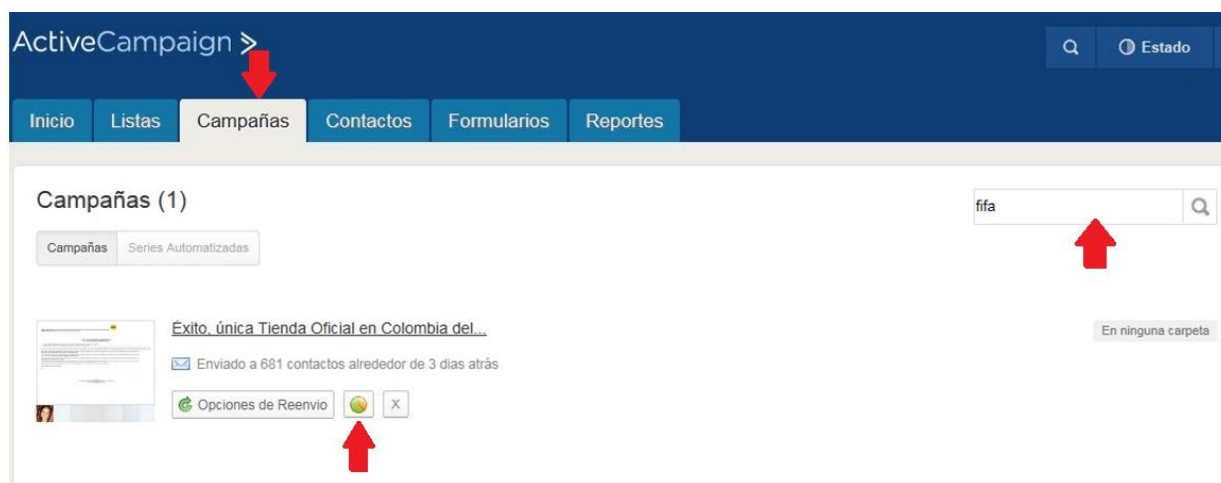 ActiveCampaign
Estado
Inicio Listas Campañas Contactos Formularios Reportes
Campañas (1)
fifa
Campañas Series Automatizadas
Éxito, única Tienda Oficial en Colombia del...
En ninguna carpeta
Enviado a 681 contactos alrededor de 3 dias atrás
Opciones de Reenvio X